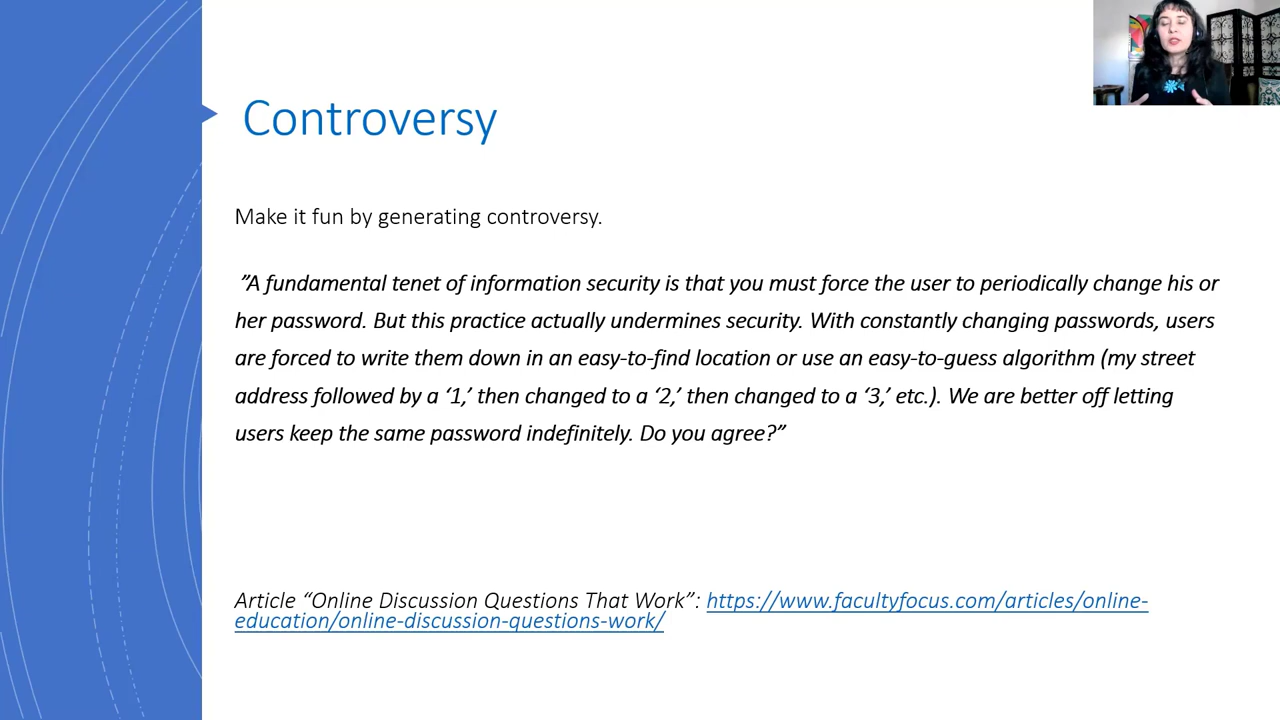 Controversy
Make it fun by generating controversy.
”A fundamental tenet of information security is that you must force the user to periodically change his or
her password. But this practice actually undermines security. With constantly changing passwords, users
are forced to write them down in an easy-to-find location or use an easy-to-guess algorithm (my street
address followed by a ‘1,’ then changed to a ‘2,’ then changed to a ‘3,’ etc.). We are better off letting
users keep the same password indefinitely. Do you agree?”
Article “Online Discussion Questions That Work”: https://www.facultyfocus.com/articles/online-
education/online-discussion-questions-work/